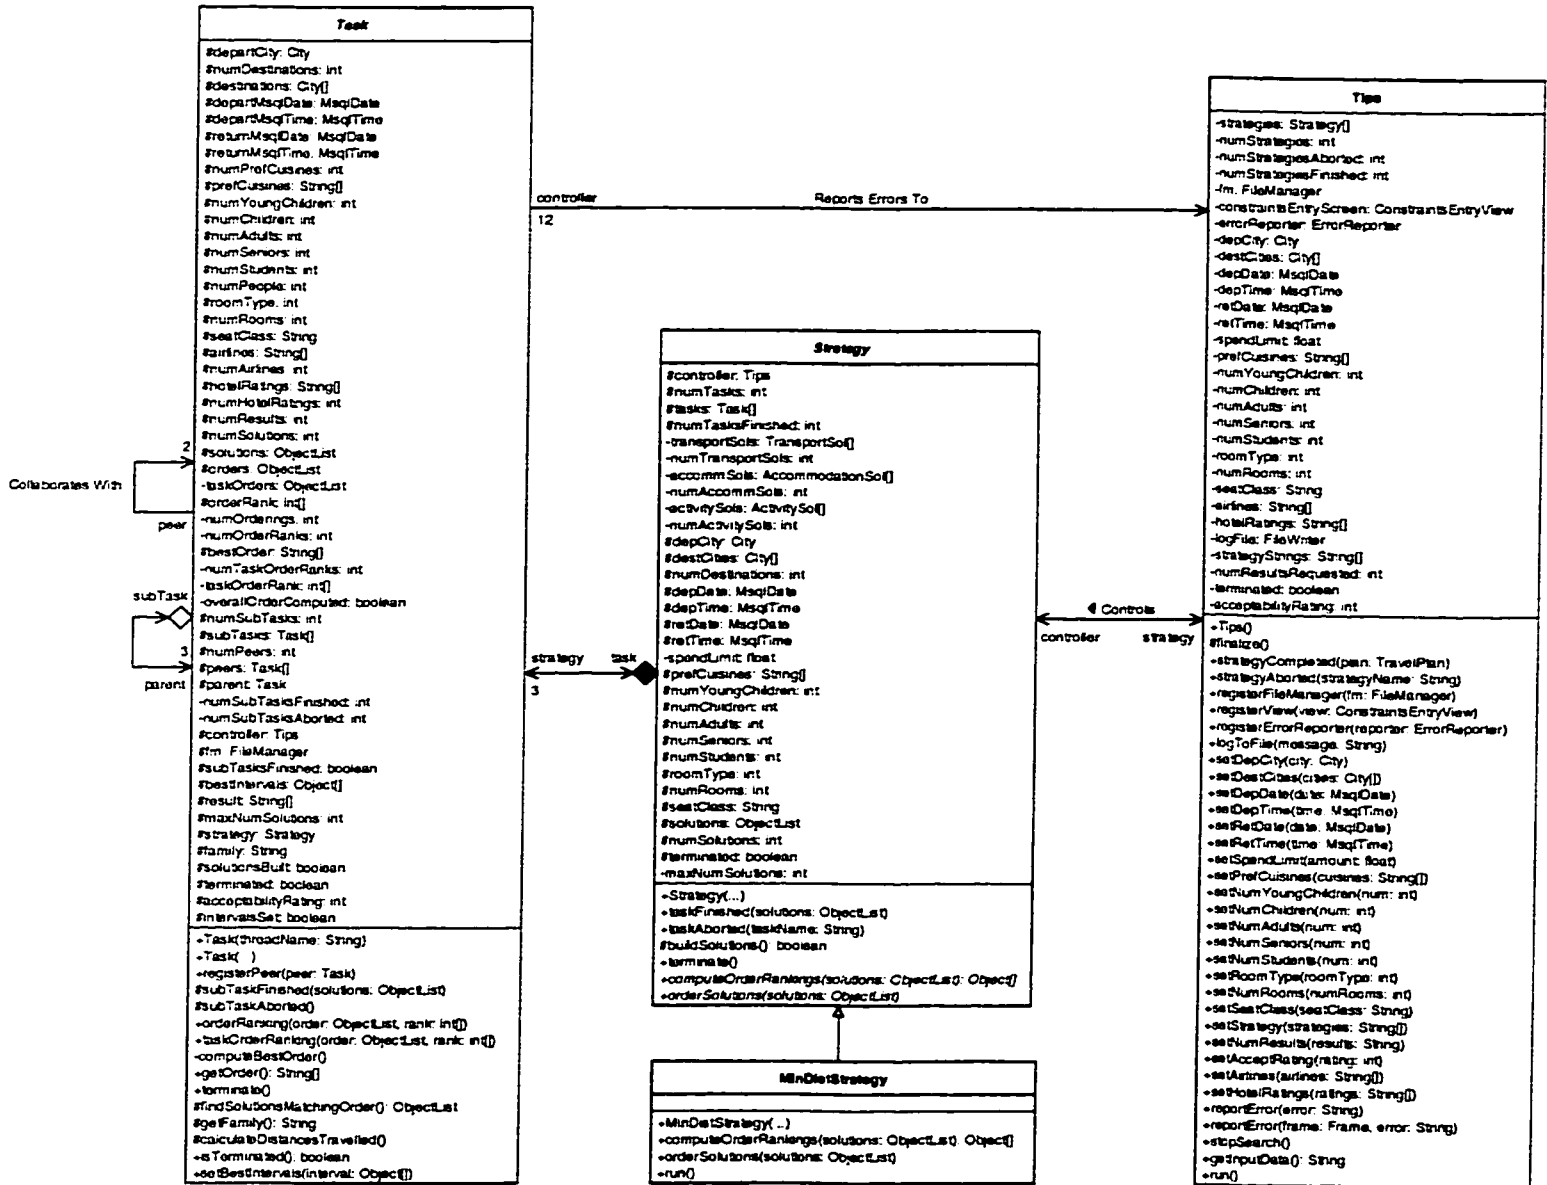 Task
#departCity: City
#numDestinations: int
#destinations: City[]
#departMsqlDate: MsqlDate
#departMsqlTime: MsqlTime
#returnMsqlDate: MsqlDate
#returnMsqlTime: MsqlTime
#numPrefCuisines: int
#prefCuisines: String[]
#numYoungChildren: int
#numChildren: int
#numAdults: int
#numSeniors: int
#numStudents: int
#numPeople: int
#roomType: int
#numRooms: int
#seatClass: String
#airlines: String[]
#numAirlines: int
#hotelRatings: String[]
#numHotelRatings: int
#numResults: int
#numSolutions: int
#solutions: ObjectList
#orders: ObjectList
-taskOrders: ObjectList
#orderRank: int[]
-numOrderings: int
-numOrderRanks: int
#bestOrder: String[]
-numTaskOrderRanks: int
-taskOrderRank: int[]
-overallOrderComputed: boolean
#numSubTasks: int
#subTasks: Task[]
#numPeers: int
#peers: Task[]
#parent: Task
-numSubTasksFinished: int
-numSubTasksAborted: int
#controller: Tips
#fm: FileManager
#subTasksFinished: boolean
#bestIntervals: Object[]
#result: String[]
#maxNumSolutions: int
#strategy: Strategy
#family: String
#solutionsBuilt: boolean
#terminated: boolean
#acceptabilityRating: int
#intervalsSet: boolean
+Task(threadName: String)
+Task( )
+registerPeer(peer: Task)
#subTaskFinished(solutions: ObjectList)
#subTaskAborted()
+orderRanking(order: ObjectList, rank: int[])
+taskOrderRanking(order: ObjectList, rank: int[])
-computeBestOrder()
+getOrder(): String[]
+terminate()
#findSolutionsMatchingOrder(): ObjectList
#getFamily(): String
#calculateDistancesTravelled()
+isTerminated(): boolean
+setBestIntervals(interval: Object[])
Collaborates With
2
peer
subTask
3
parent
controller
Reports Errors To
12
strategy
task
3
Strategy
#controller: Tips
#numTasks: int
#tasks: Task[]
#numTasksFinished: int
-transportSols: TransportSol[]
-numTransportSols: int
-accommSols: AccommodationSol[]
-numAccommSols: int
-activitySols: ActivitySol[]
-numActivitySols: int
#depCity: City
#destCities: City[]
#numDestinations: int
#depDate: MsqlDate
#depTime: MsqlTime
#retDate: MsqlDate
#retTime: MsqlTime
-spendLimit: float
#prefCuisines: String[]
#numYoungChildren: int
#numChildren: int
#numAdults: int
#numSeniors: int
#numStudents: int
#roomType: int
#numRooms: int
#seatClass: String
#solutions: ObjectList
#numSolutions: int
#terminated: boolean
-maxNumSolutions: int
+Strategy(...)
+taskFinished(solutions: ObjectList)
+taskAborted(taskName: String)
#buildSolutions(): boolean
+terminate()
+computeOrderRankings(solutions: ObjectList): Object[]
+orderSolutions(solutions: ObjectList)
MinDistStrategy
+MinDistStrategy(...)
+computeOrderRankings(solutions: ObjectList): Object[]
+orderSolutions(solutions: ObjectList)
+run()
Controls
controller
strategy
Tips
-strategies: Strategy[]
-numStrategies: int
-numStrategiesAborted: int
-numStrategiesFinished: int
-fm: FileManager
-constraintsEntryScreen: ConstraintsEntryView
-errorReporter: ErrorReporter
-depCity: City
-destCities: City[]
-depDate: MsqlDate
-depTime: MsqlTime
-retDate: MsqlDate
-retTime: MsqlTime
-spendLimit: float
-prefCuisines: String[]
-numYoungChildren: int
-numChildren: int
-numAdults: int
-numSeniors: int
-numStudents: int
-roomType: int
-numRooms: int
-seatClass: String
-airlines: String[]
-hotelRatings: String[]
-logFile: FileWriter
-strategyStrings: String[]
-numResultsRequested: int
-terminated: boolean
-acceptabilityRating: int
+Tips()
#finalize()
+strategyCompleted(plan: TravelPlan)
+strategyAborted(strategyName: String)
+registerFileManager(fm: FileManager)
+registerView(view: ConstraintsEntryView)
+registerErrorReporter(reporter: ErrorReporter)
+logToFile(message: String)
+setDepCity(city: City)
+setDestCities(cities: City[])
+setDepDate(date: MsqlDate)
+setDepTime(time: MsqlTime)
+setRetDate(date: MsqlDate)
+setRetTime(time: MsqlTime)
+setSpendLimit(amount: float)
+setPrefCuisines(cuisines: String[])
+setNumYoungChildren(num: int)
+setNumChildren(num: int)
+setNumAdults(num: int)
+setNumSeniors(num: int)
+setNumStudents(num: int)
+setRoomType(roomType: int)
+setNumRooms(numRooms: int)
+setSeatClass(seatClass: String)
+setStrategy(strategies: String[])
+setNumResults(results: String)
+setAcceptRating(rating: int)
+setAirlines(airlines: String[])
+setHotelRatings(ratings: String[])
+reportError(error: String)
+reportError(frame: Frame, error: String)
+stopSearch()
+getInputData(): String
+run()